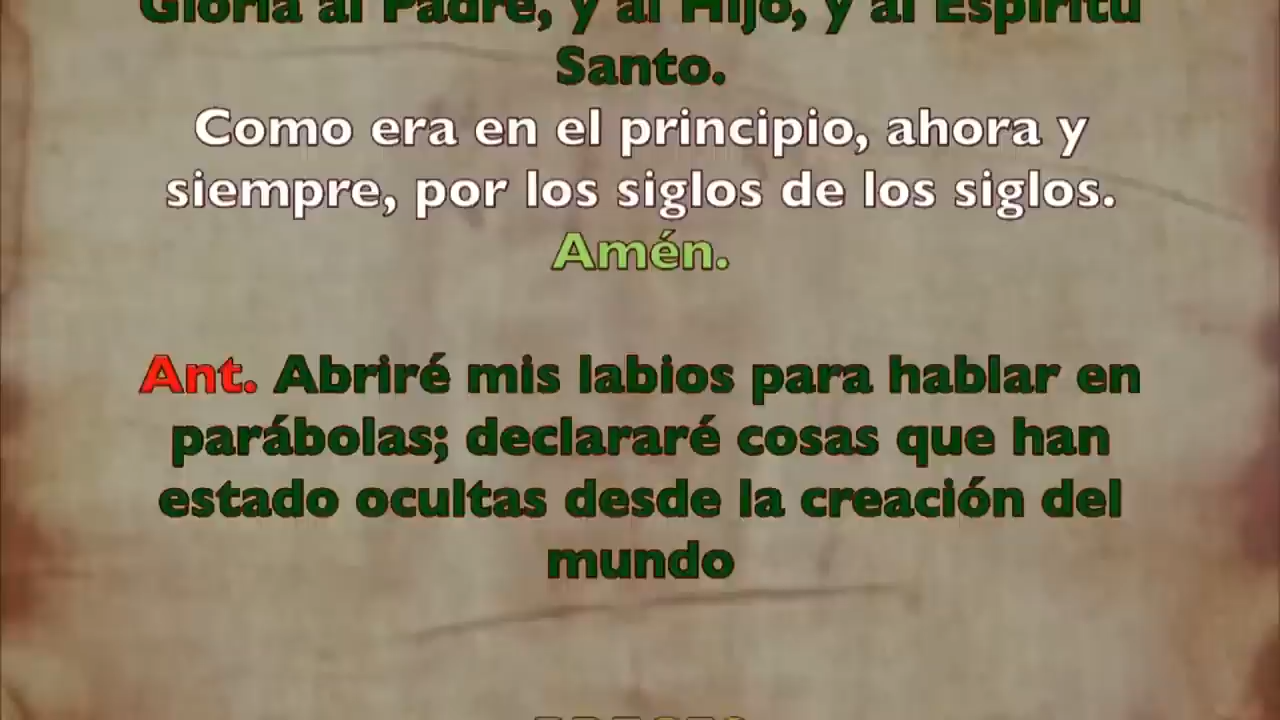 Gloria al Padre, y al Hijo, y al Espíritu
Santo.
Como era en el principio, ahora y
siempre, por los siglos de los siglos.
Amén.
Ant. Abriré mis labios para hablar en
parábolas; declararé cosas que han
estado ocultas desde la creación del
mundo